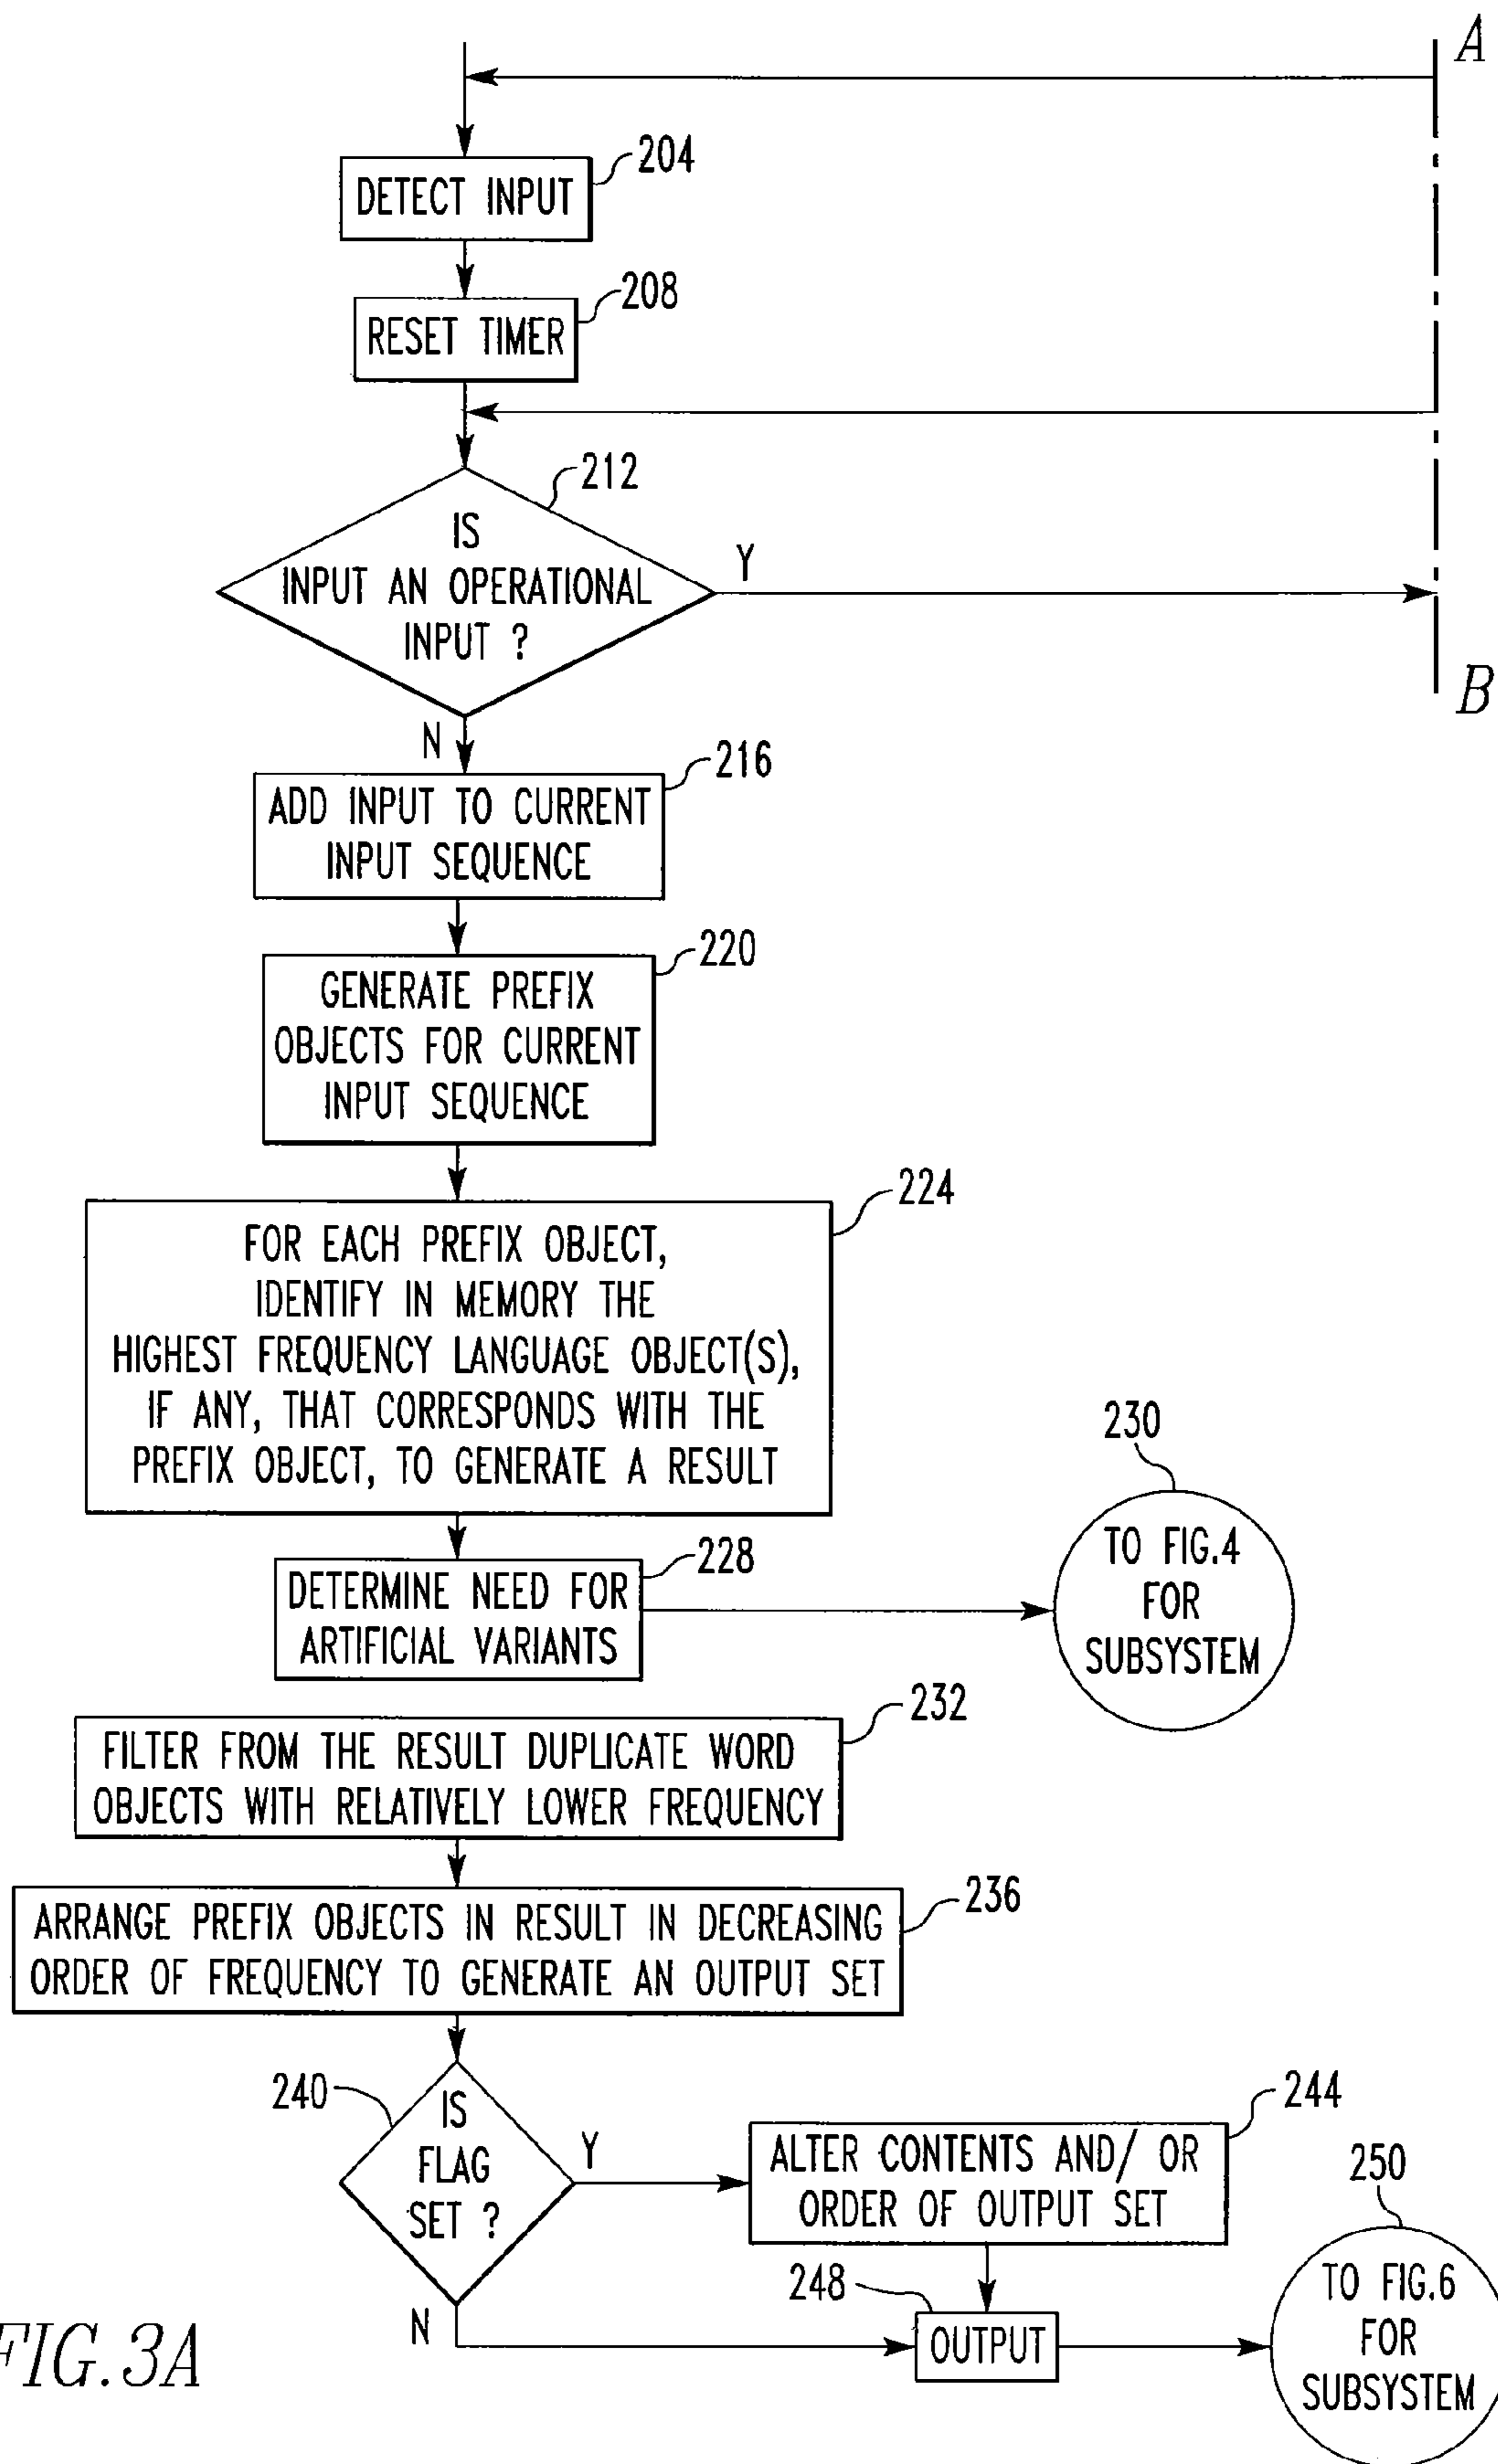 A
204
DETECT INPUT
208
RESET TIMER
212
IS
INPUT AN OPERATIONAL
INPUT ?
Y
B
N
216
ADD INPUT TO CURRENT
INPUT SEQUENCE
220
GENERATE PREFIX
OBJECTS FOR CURRENT
INPUT SEQUENCE
224
FOR EACH PREFIX OBJECT,
IDENTIFY IN MEMORY THE
HIGHEST FREQUENCY LANGUAGE OBJECT(S),
IF ANY, THAT CORRESPONDS WITH THE
PREFIX OBJECT, TO GENERATE A RESULT
230
TO FIG.4
FOR
SUBSYSTEM
228
DETERMINE NEED FOR
ARTIFICIAL VARIANTS
232
FILTER FROM THE RESULT DUPLICATE WORD
OBJECTS WITH RELATIVELY LOWER FREQUENCY
236
ARRANGE PREFIX OBJECTS IN RESULT IN DECREASING
ORDER OF FREQUENCY TO GENERATE AN OUTPUT SET
240
IS
FLAG
SET ?
Y
244
ALTER CONTENTS AND/ OR
ORDER OF OUTPUT SET
250
TO FIG.6
FOR
SUBSYSTEM
248
OUTPUT
N
FIG.3A